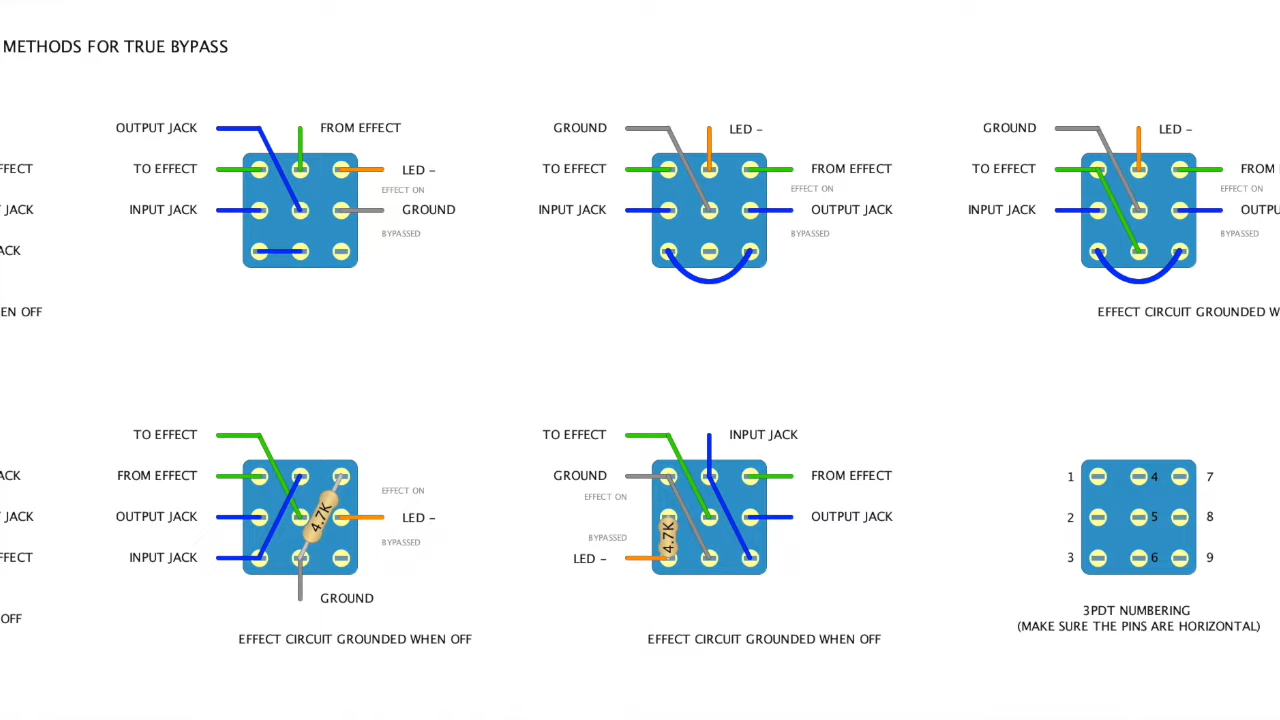 METHODS FOR TRUE BYPASS
OUTPUT JACK
FROM EFFECT
TO EFFECT
LED –
EFFECT ON
INPUT JACK
GROUND
BYPASSED
GROUND
LED –
TO EFFECT
FROM EFFECT
EFFECT ON
INPUT JACK
OUTPUT JACK
BYPASSED
GROUND
LED –
TO EFFECT
FROM
EFFECT ON
INPUT JACK
OUTPU
BYPASSED
EFFECT CIRCUIT GROUNDED W
FFECT
JACK
ACK
EN OFF
TO EFFECT
FROM EFFECT
EFFECT ON
OUTPUT JACK
4.7K
LED –
BYPASSED
INPUT JACK
GROUND
EFFECT CIRCUIT GROUNDED WHEN OFF
TO EFFECT
INPUT JACK
GROUND
FROM EFFECT
EFFECT ON
OUTPUT JACK
4.7K
BYPASSED
LED –
EFFECT CIRCUIT GROUNDED WHEN OFF
1 4 7
2 5 8
3 6 9
3PDT NUMBERING
(MAKE SURE THE PINS ARE HORIZONTAL)
ACK
JACK
FFECT
OFF